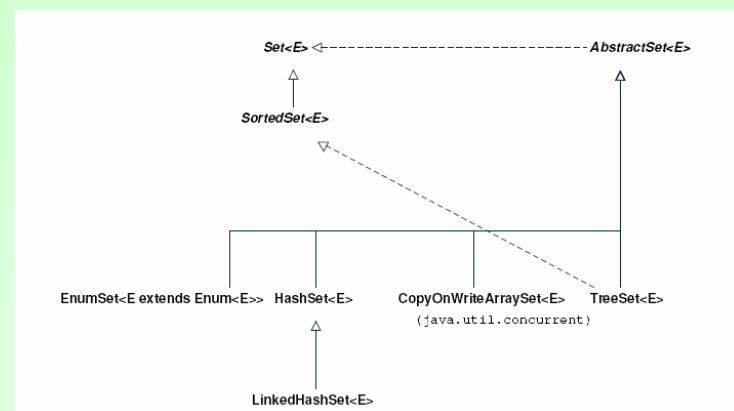 Set<E>
AbstractSet<E>
SortedSet<E>
EnumSet<E extends Enum<E>>
HashSet<E>
CopyOnWriteArraySet<E>
TreeSet<E>
(java.util.concurrent)
LinkedHashSet<E>